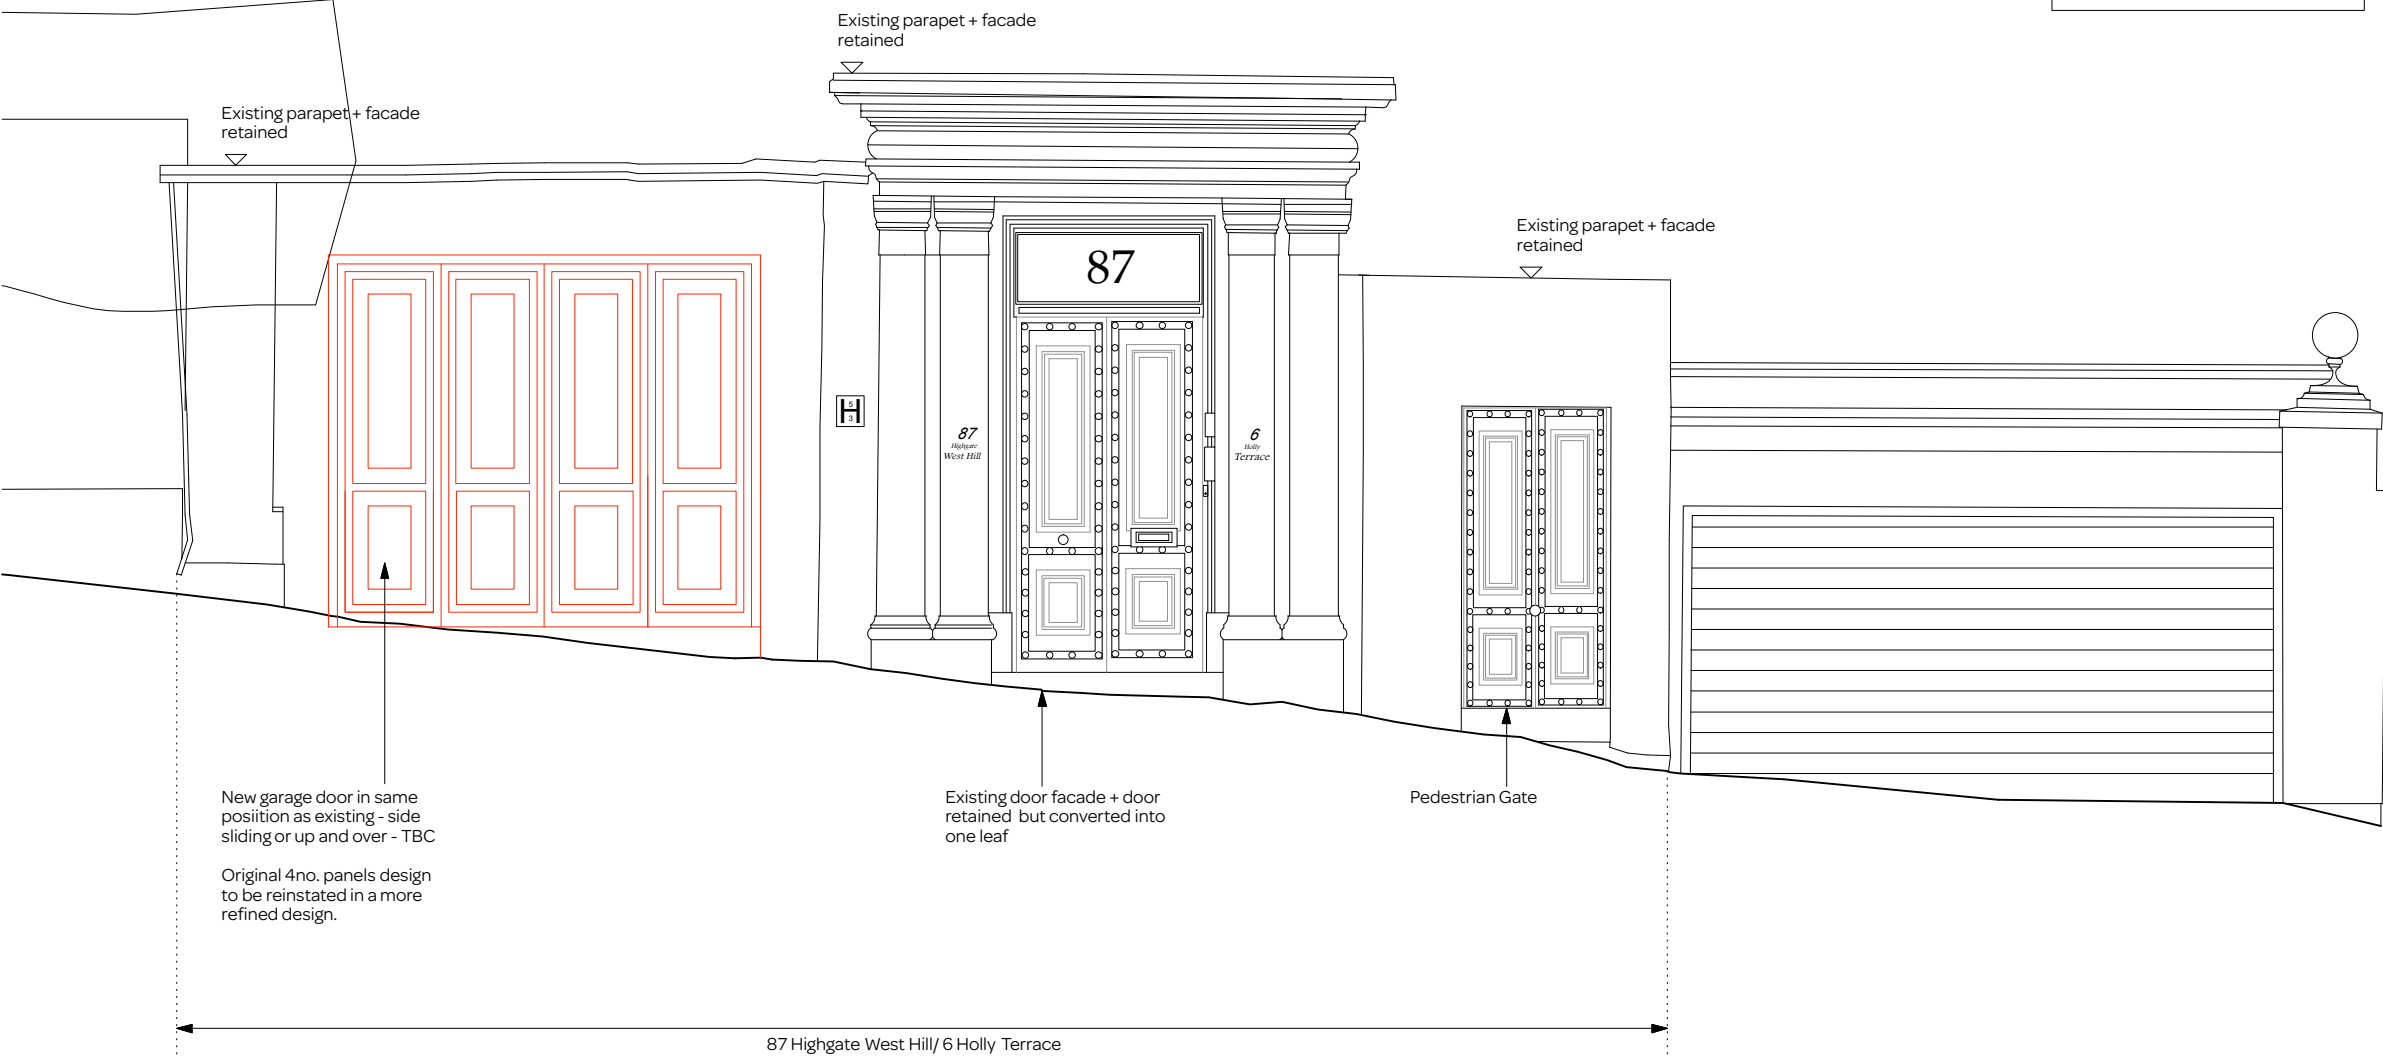 Existing parapet + facade
retained
Existing parapet + facade
retained
Existing parapet + facade
retained
87
H
5
3
87
Highgate
West Hill
6
Holly
Terrace
New garage door in same
posiition as existing - side
sliding or up and over - TBC
Original 4no. panels design
to be reinstated in a more
refined design.
Existing door facade + door
retained but converted into
one leaf
Pedestrian Gate
87 Highgate West Hill/ 6 Holly Terrace